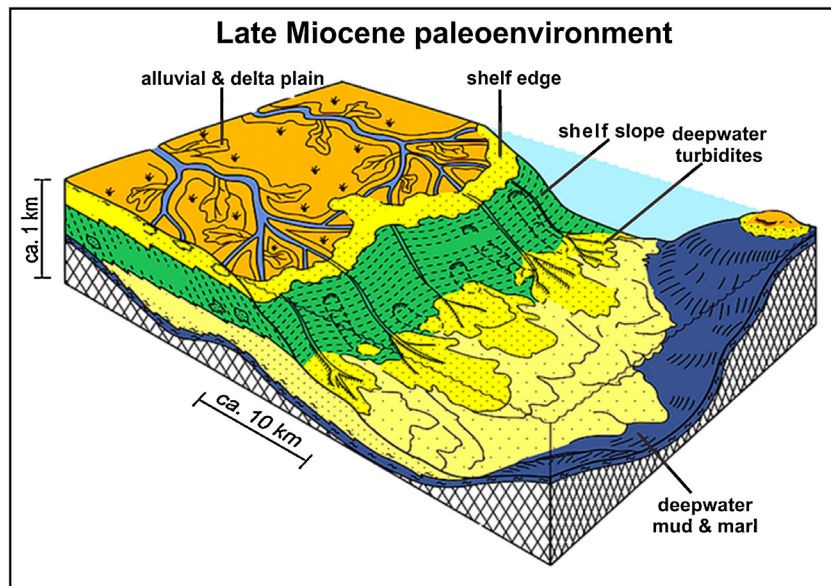 Late Miocene paleoenvironment
alluvial & delta plain
shelf edge
shelf slope
deepwater
turbidites
ca. 1 km
ca. 10 km
deepwater
mud & marl